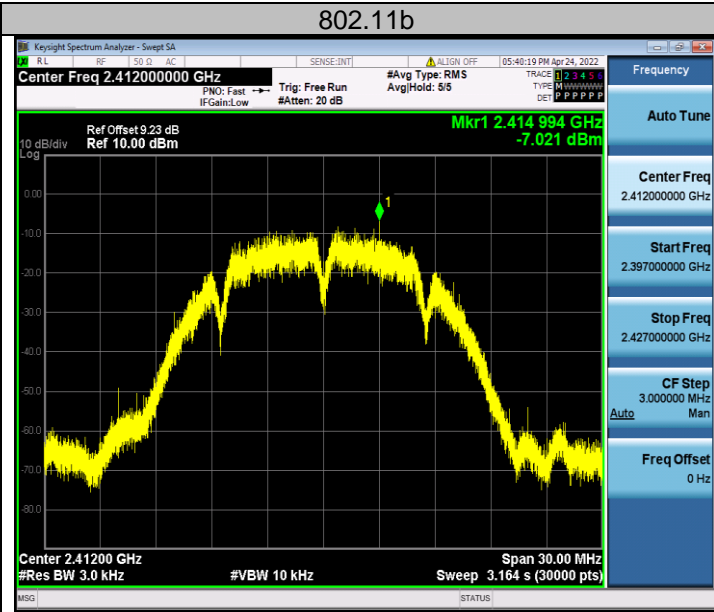 802.11b
Keysight Spectrum Analyzer - Swept SA
LXI RL RF 50 Ω AC SENSE:INT ALIGN OFF 05:40:19 PM Apr 24, 2022
Center Freq 2.412000000 GHz #Avg Type: RMS TRACE 1 2 3 4 5 6
PNO: Fast Trig: Free Run Avg|Hold: 5/5 TYPE M W W W W W
IFGain:Low #Atten: 20 dB DET P P P P P P
Mkr1 2.414 994 GHz
-7.021 dBm
Ref Offset 9.23 dB
10 dB/div Ref 10.00 dBm
Log
0.00
-10.0
-20.0
-30.0
-40.0
-50.0
-60.0
-70.0
-80.0
1
Center 2.41200 GHz Span 30.00 MHz
#Res BW 3.0 kHz #VBW 10 kHz Sweep 3.164 s (30000 pts)
MSG STATUS
Frequency
Auto Tune
Center Freq
2.412000000 GHz
Start Freq
2.397000000 GHz
Stop Freq
2.427000000 GHz
CF Step
3.000000 MHz
Auto Man
Freq Offset
0 Hz